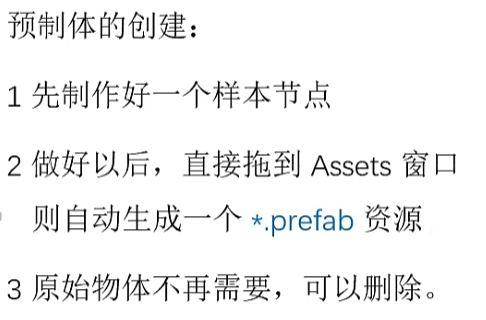 预制体的创建：
1 先制作好一个样本节点
2 做好以后，直接拖到 Assets 窗口
则自动生成一个 *.prefab 资源
3 原始物体不再需要，可以删除。